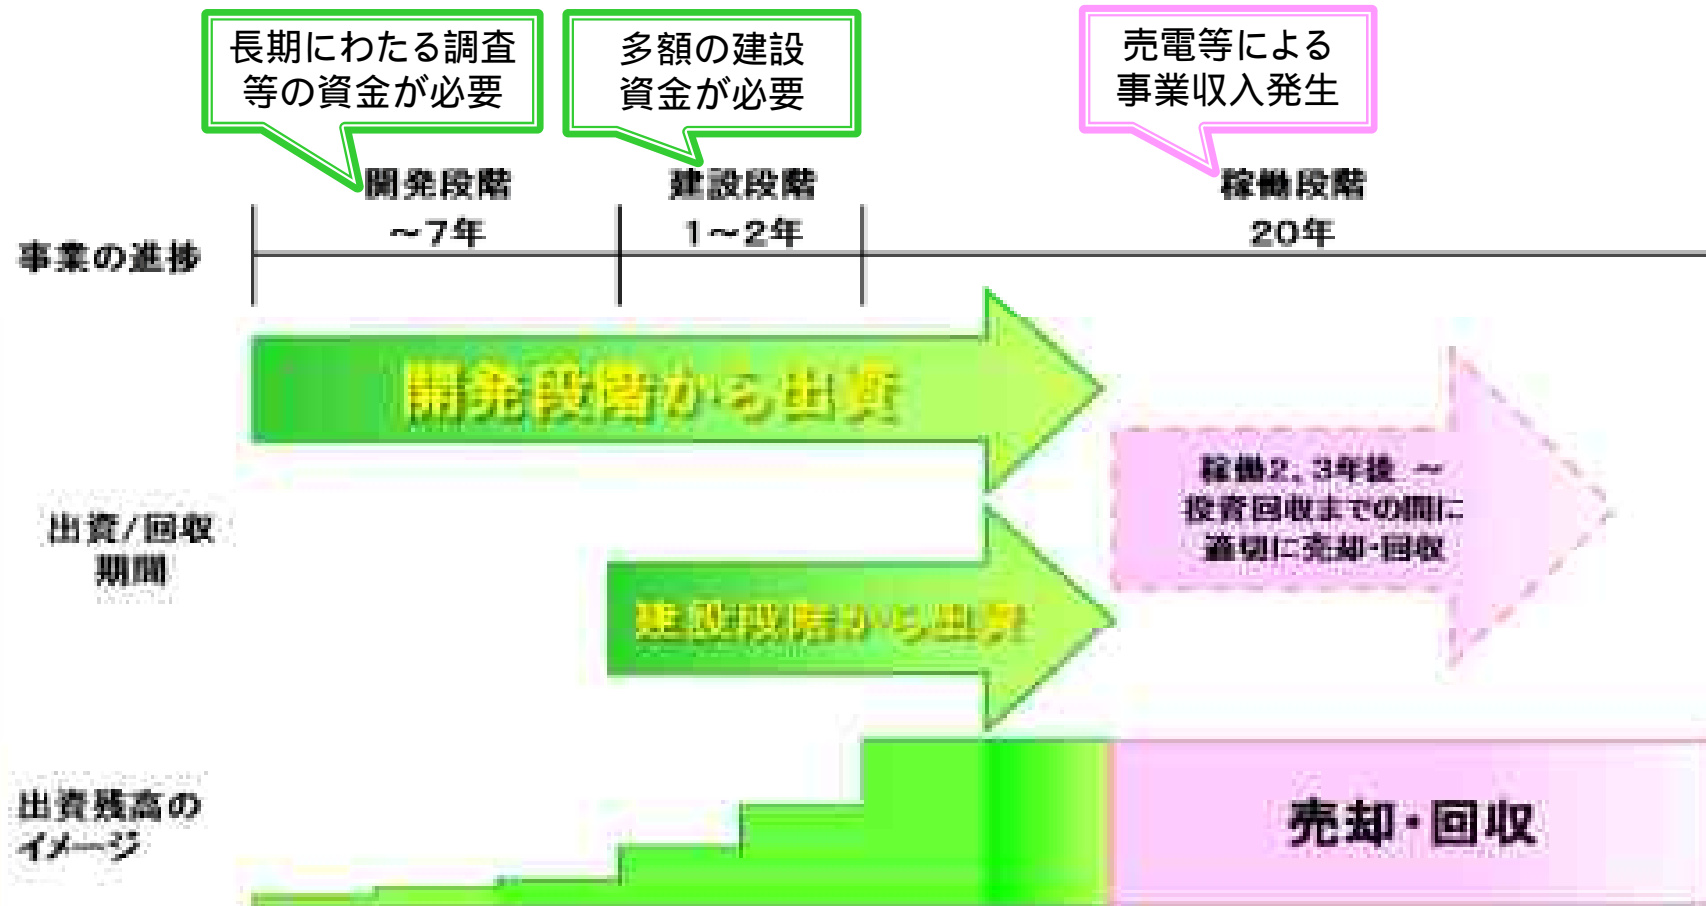 長期にわたる調査
等の資金が必要
多額の建設
資金が必要
売電等による
事業収入発生
開発段階
～7年
建設段階
1～2年
稼働段階
20年
事業の進捗
開発段階から出資
稼働2、3年後 ～
投資回収までの間に
適切に売却・回収
出資/回収
期間
建設段階から出資
出資残高の
イメージ
売却・回収